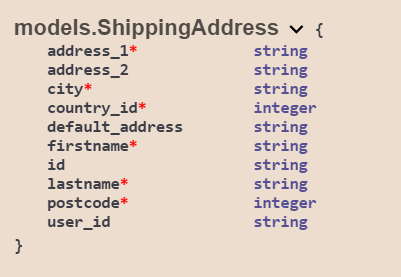 models.ShippingAddress {
address_1* string
address_2 string
city* string
country_id* integer
default_address string
firstname* string
id string
lastname* string
postcode* integer
user_id string
}